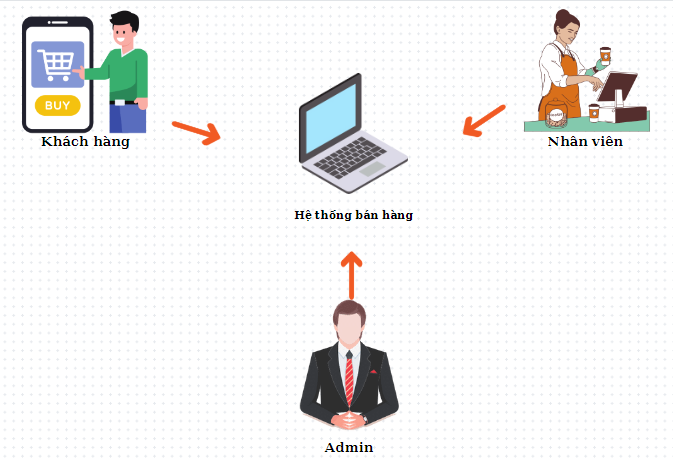 BUY
Khách hàng
Nhân viên
Hệ thống bán hàng
Admin